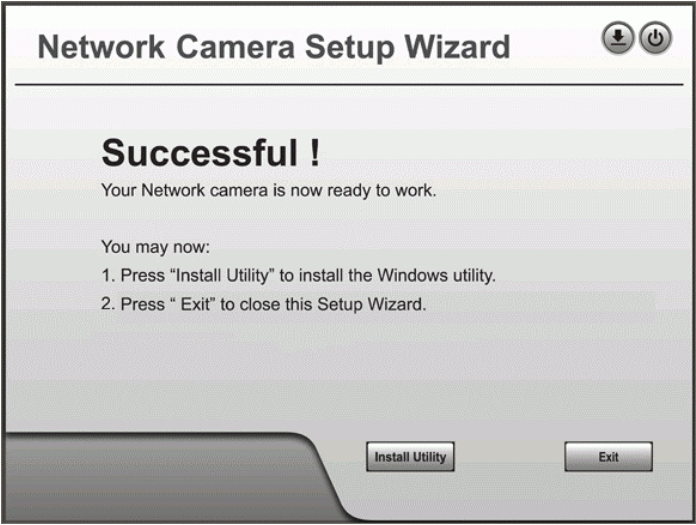 Network Camera Setup Wizard
Successful !
Your Network camera is now ready to work.
You may now:
1. Press “Install Utility” to install the Windows utility.
2. Press “ Exit” to close this Setup Wizard.
Install Utility
Exit